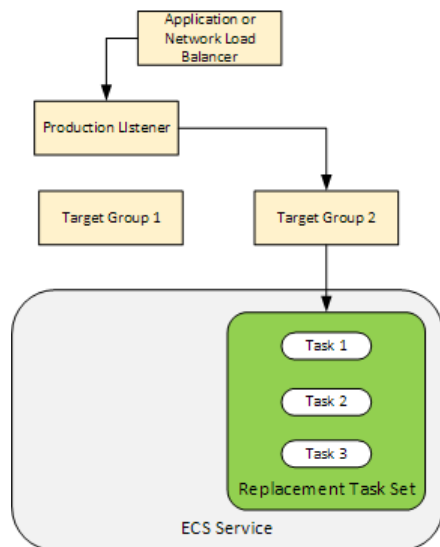 Application or
Network Load
Balancer
Production Listener
Target Group 1
Target Group 2
Task 1
Task 2
Task 3
Replacement Task Set
ECS Service